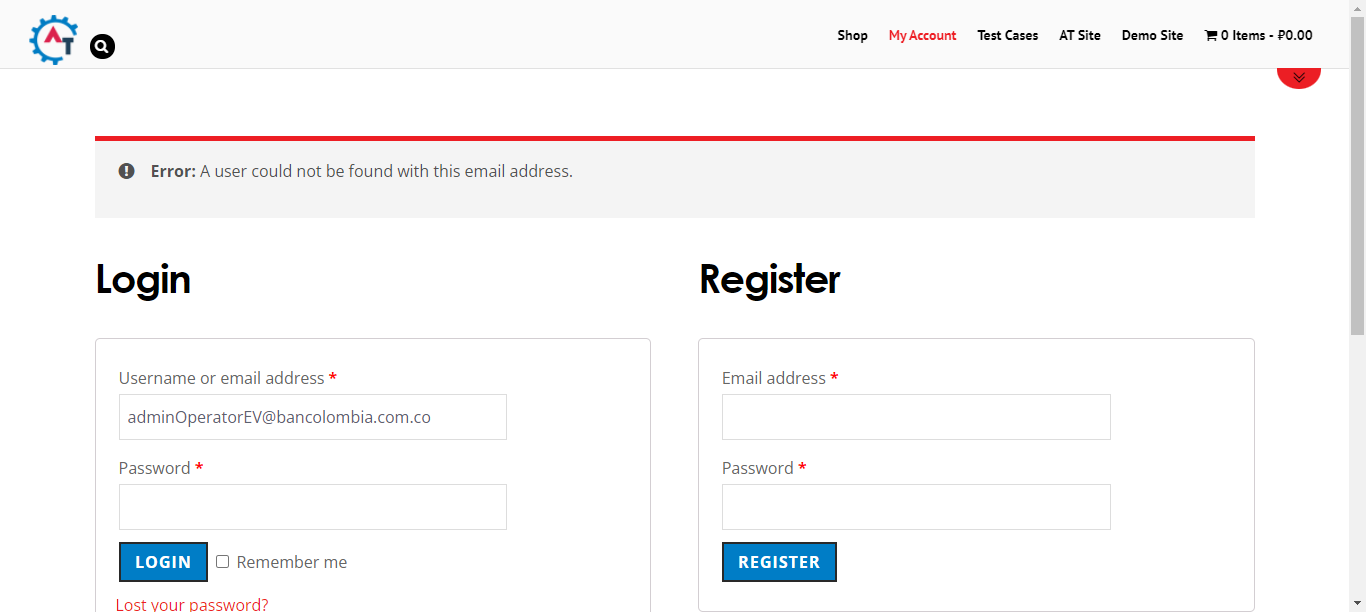 AT
Shop
My Account
Test Cases
AT Site
Demo Site
0 Items - ₽0.00
Error: A user could not be found with this email address.
Login
Username or email address *
adminOperatorEV@bancolombia.com.co
Password *
LOGIN
Remember me
Lost your password?
Register
Email address *
Password *
REGISTER